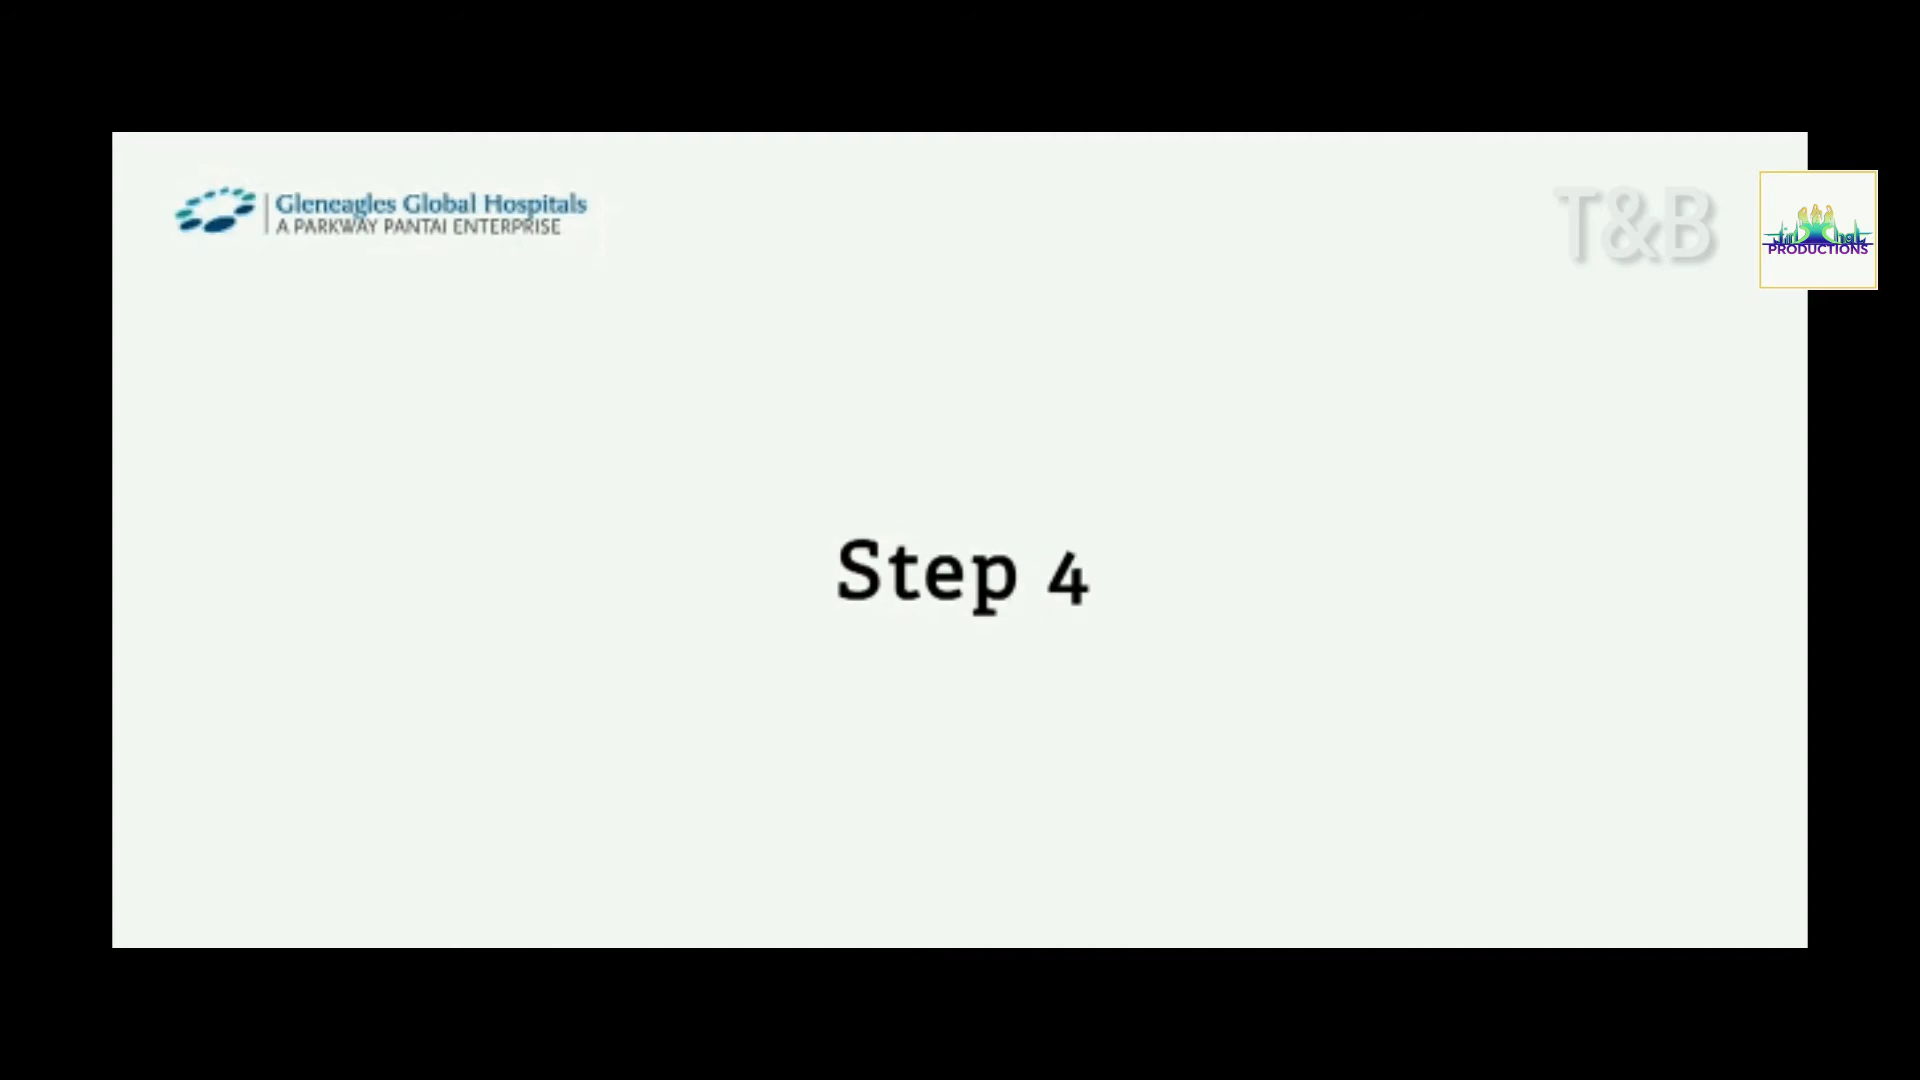 Gleneagles Global Hospitals
A PARKWAY PANTAI ENTERPRISE
T&B
PRODUCTIONS
Step 4